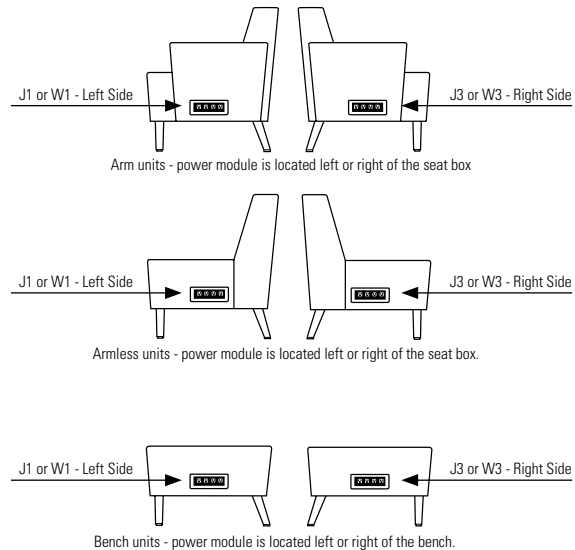 J1 or W1 - Left Side
J3 or W3 - Right Side
Arm units - power module is located left or right of the seat box
J1 or W1 - Left Side
J3 or W3 - Right Side
Armless units - power module is located left or right of the seat box.
J1 or W1 - Left Side
J3 or W3 - Right Side
Bench units - power module is located left or right of the bench.